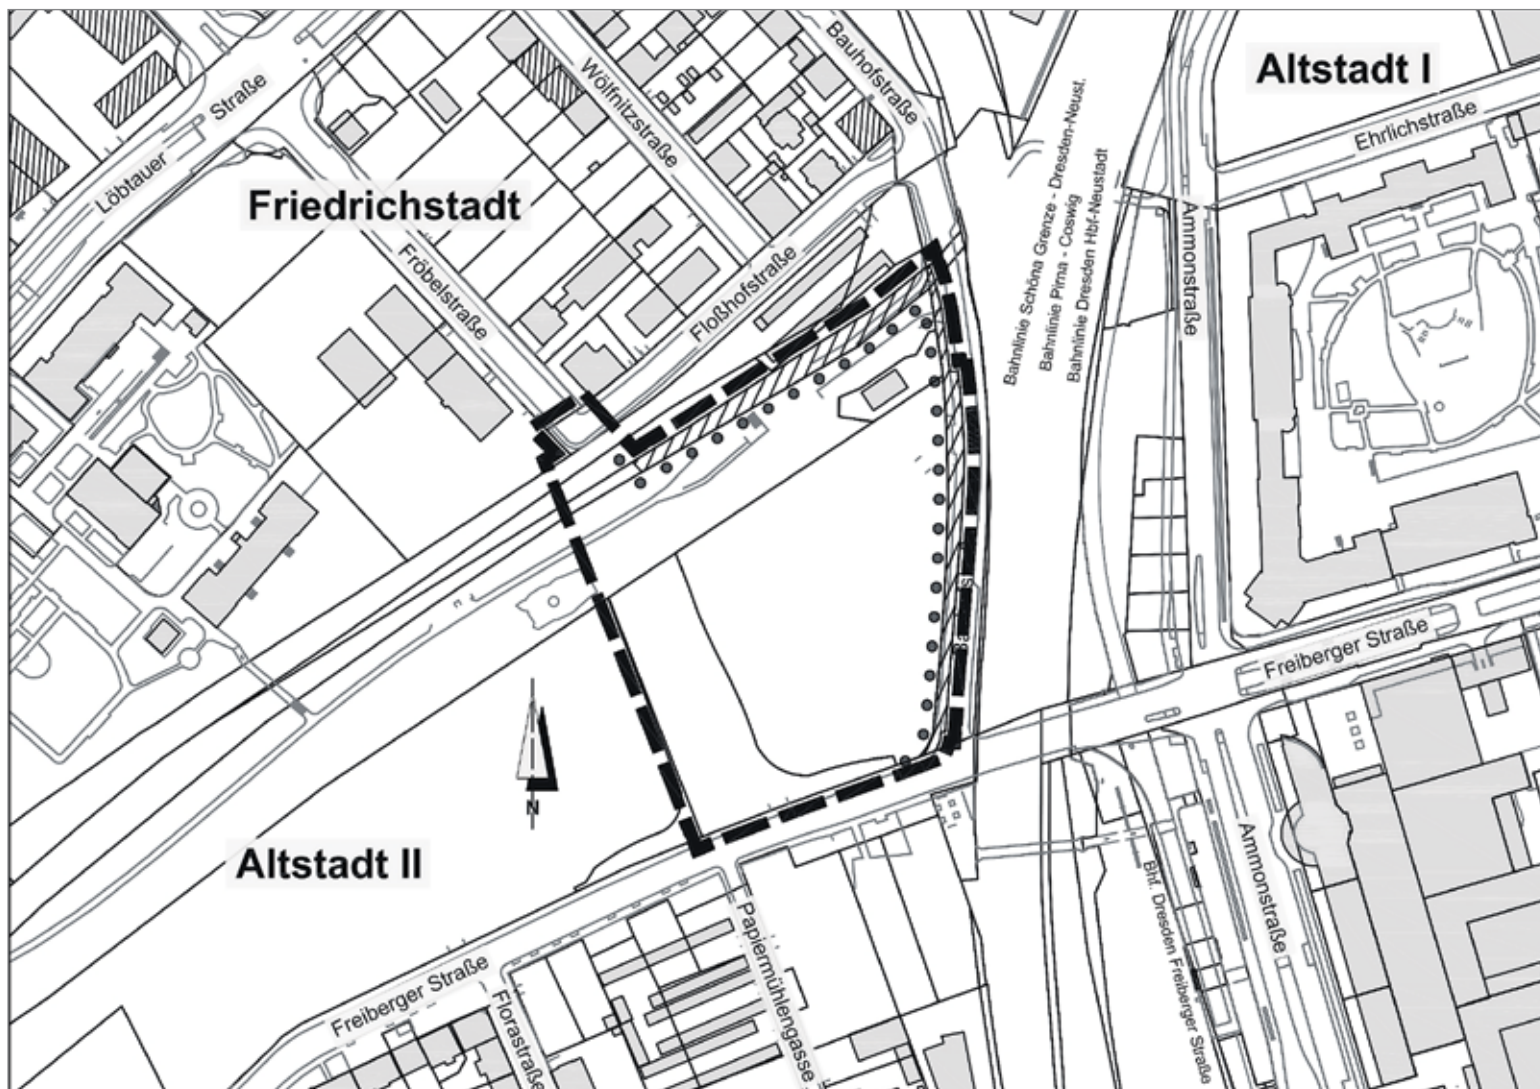 Altstadt I
Bauhofstraße
Wölfnitzstraße
Löbtauer
Straße
Ehrlichstraße
Friedrichstadt
Bahnlinie Schöna Grenze - Dresden-Neust.
Bahnlinie Pirna - Coswig
Bahnlinie Dresden Hbf-Neustadt
Ammonstraße
Fröbelstraße
Floßhofstraße
Freiberger Straße
N
Altstadt II
Ammonstraße
Bhf. Dresden Freiberger Straße
Papiermühlengasse
Freiberger Straße
Florastraße